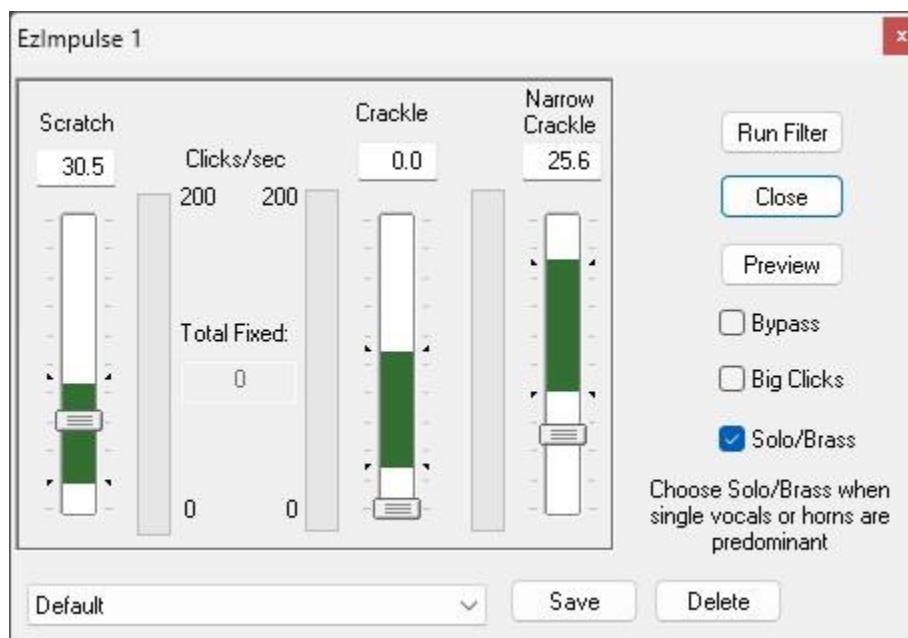 EzImpulse 1
x
Scratch
30.5
Clicks/sec
200 200
Total Fixed:
0
0 0
Crackle
0.0
Narrow
Crackle
25.6
Run Filter
Close
Preview
Bypass
Big Clicks
Solo/Brass
Choose Solo/Brass when
single vocals or horns are
predominant
Default
Save
Delete